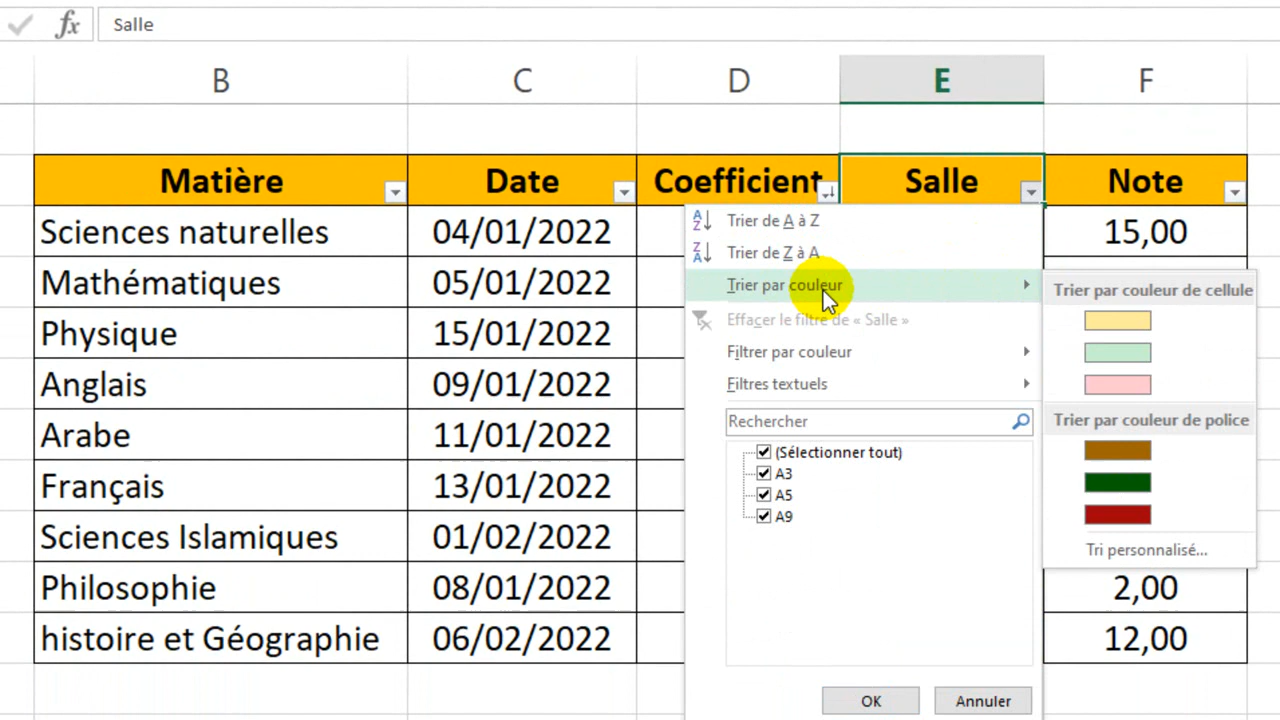 fx Salle
B C D E F
Matière Date Coefficient Salle Note
Sciences naturelles 04/01/2022 15,00
Mathématiques 05/01/2022
Physique 15/01/2022
Anglais 09/01/2022
Arabe 11/01/2022
Français 13/01/2022
Sciences Islamiques 01/02/2022
Philosophie 08/01/2022 2,00
histoire et Géographie 06/02/2022 12,00
Trier de A à Z
Trier de Z à A
Trier par couleur
Effacer le filtre de « Salle »
Filtrer par couleur
Filtres textuels
Rechercher
(Sélectionner tout)
A3
A5
A9
OK Annuler
Trier par couleur de cellule
Trier par couleur de police
Tri personnalisé...